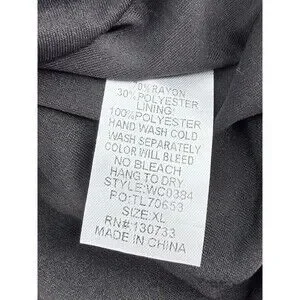 0% RAYON
30% POLYESTER
LINING:
100% POLYESTER
HAND WASH COLD
WASH SEPARATELY
COLOR WILL BLEED
NO BLEACH
HANG TO DRY
STYLE:WC0384
PO:TL70653
SIZE:XL
RN#:130733
MADE IN CHINA